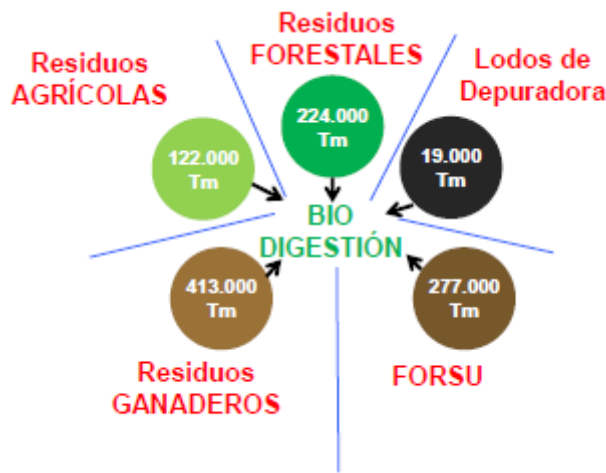 Residuos
AGRÍCOLAS
122.000
Tm
Residuos
FORESTALES
224.000
Tm
Lodos de
Depuradora
19.000
Tm
BIO
DIGESTIÓN
413.000
Tm
Residuos
GANADEROS
277.000
Tm
FORSU